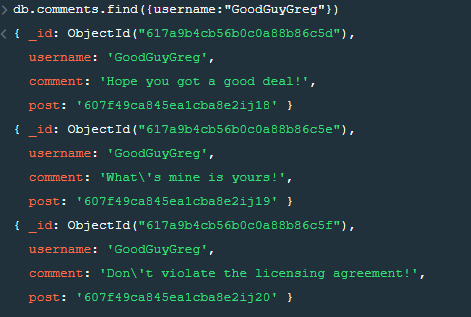 > db.comments.find({username:"GoodGuyGreg"})
< { _id: ObjectId("617a9b4cb56b0c0a88b86c5d"),
username: 'GoodGuyGreg',
comment: 'Hope you got a good deal!',
post: '607f49ca845ea1cba8e2ij18' }
{ _id: ObjectId("617a9b4cb56b0c0a88b86c5e"),
username: 'GoodGuyGreg',
comment: 'What\'s mine is yours!',
post: '607f49ca845ea1cba8e2ij19' }
{ _id: ObjectId("617a9b4cb56b0c0a88b86c5f"),
username: 'GoodGuyGreg',
comment: 'Don\'t violate the licensing agreement!',
post: '607f49ca845ea1cba8e2ij20' }